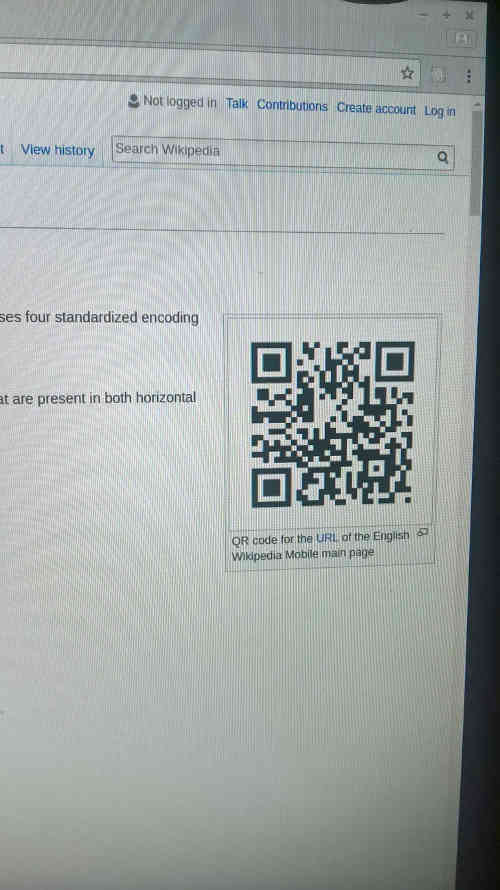 Not logged in Talk Contributions Create account Log in
View history Search Wikipedia
ses four standardized encoding
at are present in both horizontal
QR code for the URL of the English
Wikipedia Mobile main page